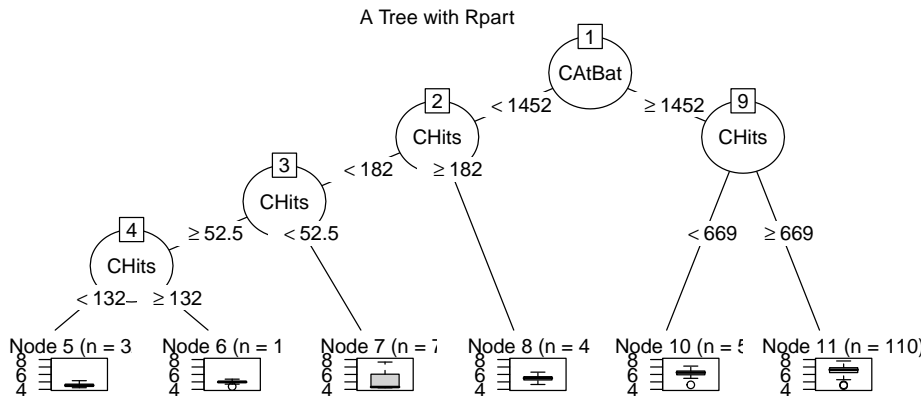 A Tree with Rpart
1
CAtBat
< 1452
≥ 1452
2
CHits
9
CHits
< 182
≥ 182
3
CHits
≥ 52.5
< 52.5
< 669
≥ 669
4
CHits
< 132
≥ 132
Node 5 (n = 3
Node 6 (n = 1
Node 7 (n =
Node 8 (n = 4
Node 10 (n =
Node 11 (n = 110)
8
6
4
8
6
4
8
6
4
8
6
4
8
6
4
8
6
4